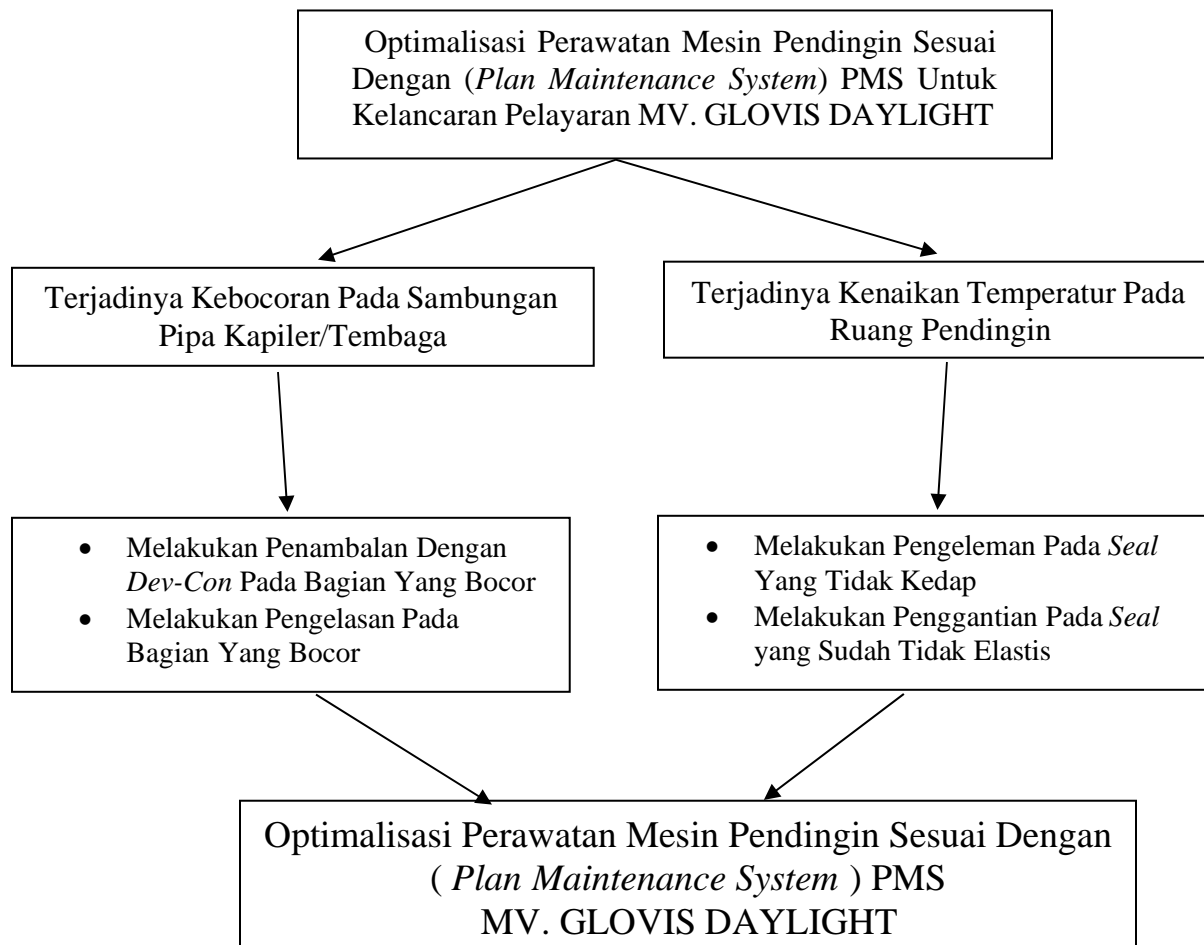 Optimalisasi Perawatan Mesin Pendingin Sesuai
Dengan (Plan Maintenance System) PMS Untuk
Kelancaran Pelayaran MV. GLOVIS DAYLIGHT
Terjadinya Kebocoran Pada Sambungan
Pipa Kapiler/Tembaga
Terjadinya Kenaikan Temperatur Pada
Ruang Pendingin
• Melakukan Penambalan Dengan
Dev-Con Pada Bagian Yang Bocor
• Melakukan Pengelasan Pada
Bagian Yang Bocor
• Melakukan Pengeleman Pada Seal
Yang Tidak Kedap
• Melakukan Penggantian Pada Seal
yang Sudah Tidak Elastis
Optimalisasi Perawatan Mesin Pendingin Sesuai Dengan
( Plan Maintenance System ) PMS
MV. GLOVIS DAYLIGHT